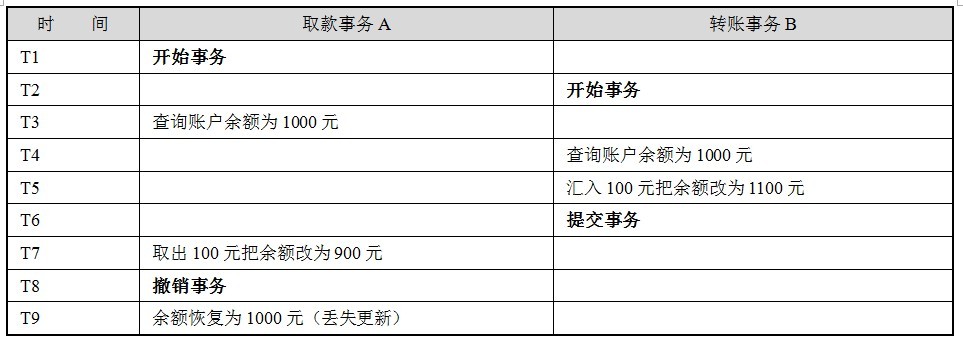 时 间 取款事务 A 转账事务 B
T1 开始事务
T2 开始事务
T3 查询账户余额为 1000 元
T4 查询账户余额为 1000 元
T5 汇入 100 元把余额改为 1100 元
T6 提交事务
T7 取出 100 元把余额改为 900 元
T8 撤销事务
T9 余额恢复为 1000 元（丢失更新）